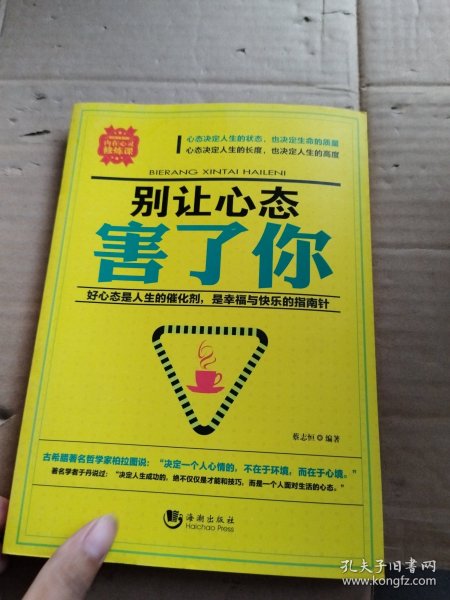 内在心灵
修炼课
心态决定人生的状态,也决定生命的质量
心态决定人生的长度,也决定人生的高度
BIERANG XINTAI HAILENI
别让心态
害了你
好心态是人生的催化剂,是幸福与快乐的指南针
蔡志恒 编著
古希腊著名哲学家柏拉图说:“决定一个人心情的,不在于环境,而在于心境。”
著名学者于丹说过:“决定人生成功的,绝不仅仅是才能和技巧,而是一个人面对生活的心态。”
海潮出版社
Haichao Press
孔夫子旧书网
www.kongfz.com